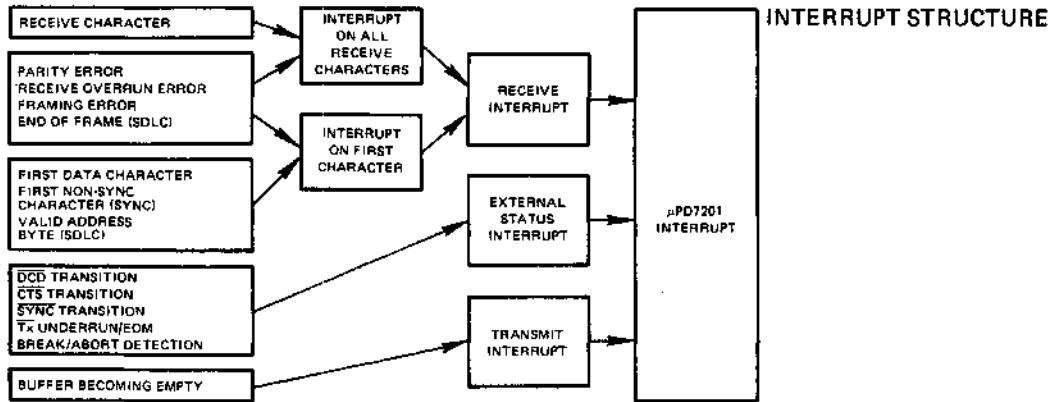 INTERRUPT STRUCTURE
RECEIVE CHARACTER
PARITY ERROR
RECEIVE OVERRUN ERROR
FRAMING ERROR
END OF FRAME (SDLC)
FIRST DATA CHARACTER
FIRST NON-SYNC
CHARACTER (SYNC)
VALID ADDRESS
BYTE (SDLC)
DCD TRANSITION
CTS TRANSITION
SYNC TRANSITION
Tx UNDERRUN/EOM
BREAK/ABORT DETECTION
BUFFER BECOMING EMPTY
INTERRUPT
ON ALL
RECEIVE
CHARACTERS
INTERRUPT
ON FIRST
CHARACTER
RECEIVE
INTERRUPT
EXTERNAL
STATUS
INTERRUPT
TRANSMIT
INTERRUPT
μPD7201
INTERRUPT